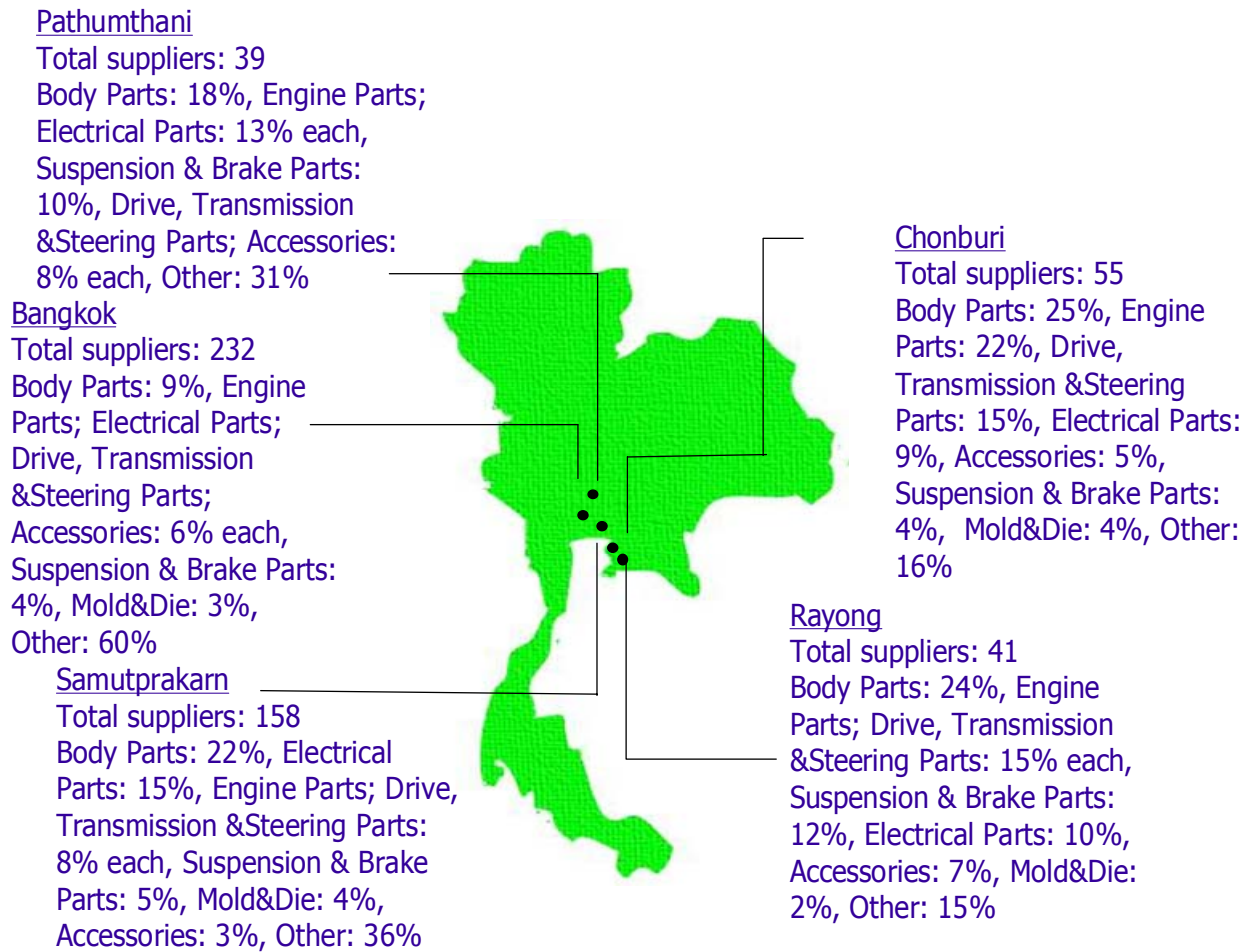 Pathumthani
Total suppliers: 39
Body Parts: 18%, Engine Parts;
Electrical Parts: 13% each,
Suspension & Brake Parts:
10%, Drive, Transmission
&Steering Parts; Accessories:
8% each, Other: 31%
Bangkok
Total suppliers: 232
Body Parts: 9%, Engine
Parts; Electrical Parts;
Drive, Transmission
&Steering Parts;
Accessories: 6% each,
Suspension & Brake Parts:
4%, Mold&Die: 3%,
Other: 60%
Samutprakarn
Total suppliers: 158
Body Parts: 22%, Electrical
Parts: 15%, Engine Parts; Drive,
Transmission &Steering Parts:
8% each, Suspension & Brake
Parts: 5%, Mold&Die: 4%,
Accessories: 3%, Other: 36%
Chonburi
Total suppliers: 55
Body Parts: 25%, Engine
Parts: 22%, Drive,
Transmission &Steering
Parts: 15%, Electrical Parts:
9%, Accessories: 5%,
Suspension & Brake Parts:
4%, Mold&Die: 4%, Other:
16%
Rayong
Total suppliers: 41
Body Parts: 24%, Engine
Parts; Drive, Transmission
&Steering Parts: 15% each,
Suspension & Brake Parts:
12%, Electrical Parts: 10%,
Accessories: 7%, Mold&Die:
2%, Other: 15%